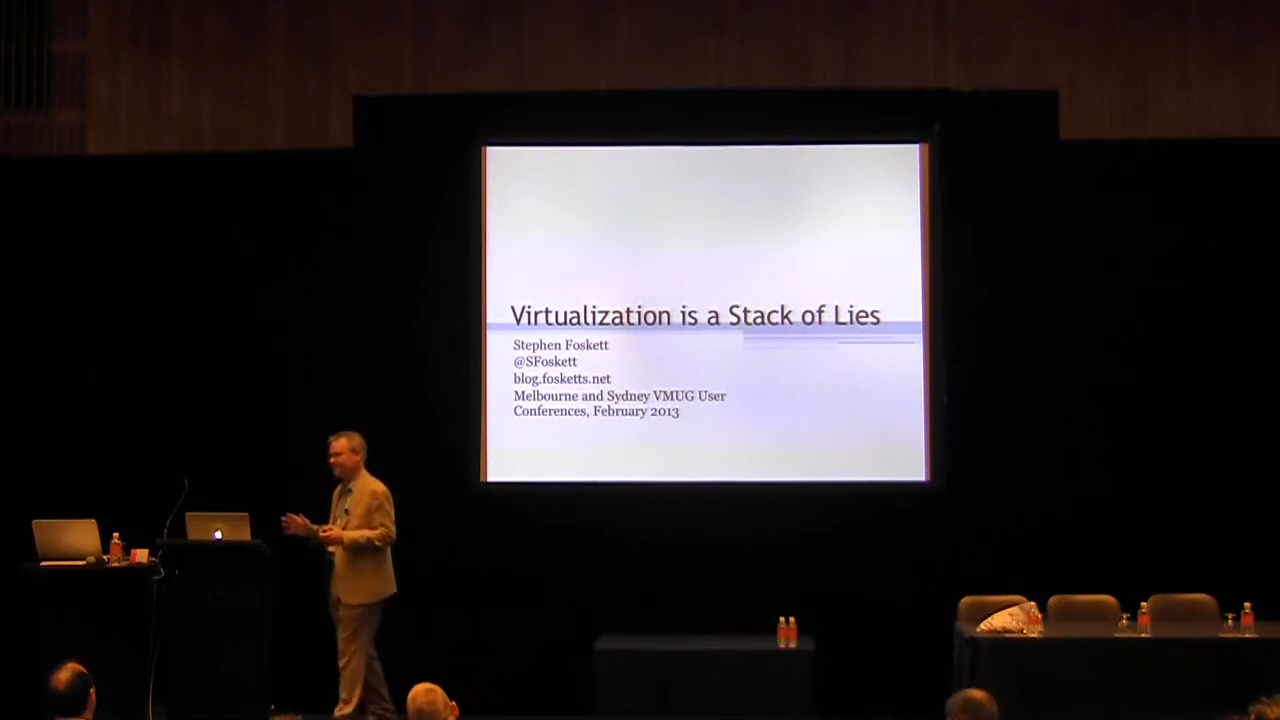 Virtualization is a Stack of Lies
Stephen Foskett
@SFoskett
blog.fosketts.net
Melbourne and Sydney VMUG User
Conferences, February 2013